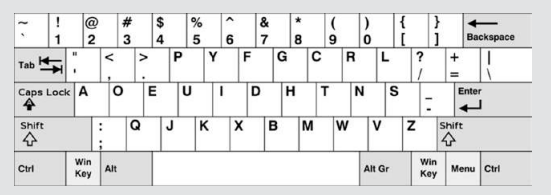 ~ ! @ # $ % ^ & * ( ) { } Backspace
` 1 2 3 4 5 6 7 8 9 0 [ ]
Tab " < > P Y F G C R L ? + |
' , . / = \
Caps Lock A O E U I D H T N S _ Enter
-
Shift : Q J K X B M W V Z Shift
;
Ctrl Win Key Alt Alt Gr Win Key Menu Ctrl